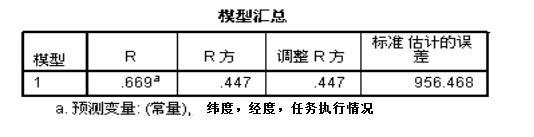 模型汇总
模型 R R 方 调整 R 方 标准 估计的误差
1 .669a .447 .447 956.468
a. 预测变量: (常量), 纬度，经度，任务执行情况